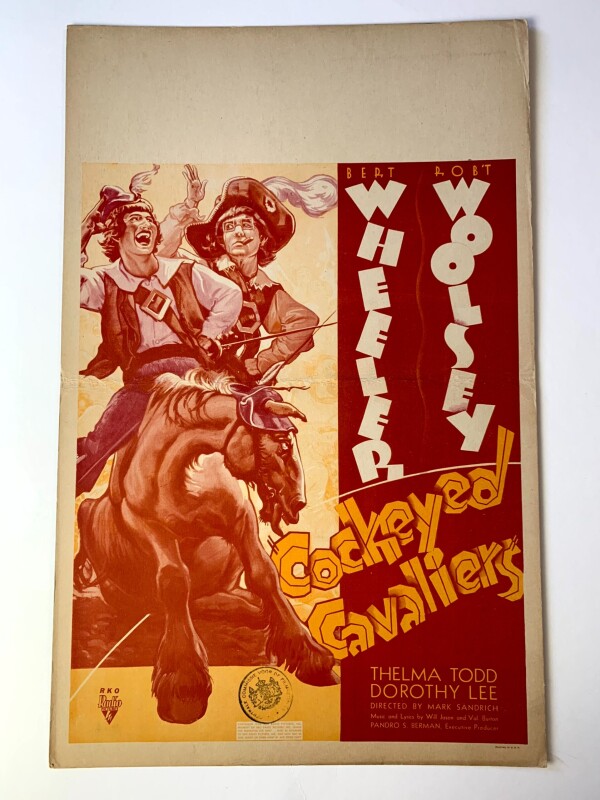 BERT ROB'T
WHEELER,
WOOLSEY
"Cockeyed
Cavaliers"
THELMA TODD
DOROTHY LEE
DIRECTED BY MARK SANDRICH
Music and Lyrics by Will Jason and Val Burton
PANDRO S. BERMAN, Executive Producer
RKO
Radio